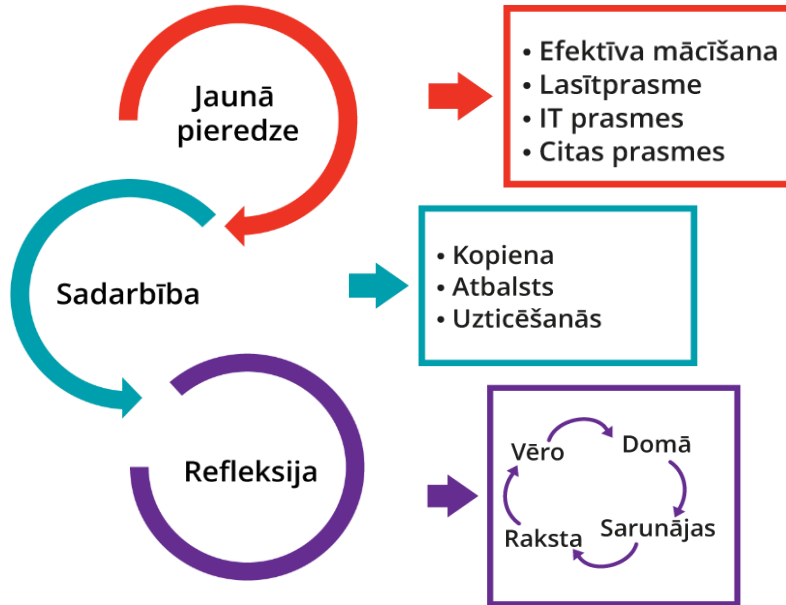 Jaunā
pieredze
• Efektīva mācīšana
• Lasītprasme
• IT prasmes
• Citas prasmes
Sadarbība
• Kopiena
• Atbalsts
• Uzticēšanās
Refleksija
Vēro
Domā
Sarunājas
Raksta